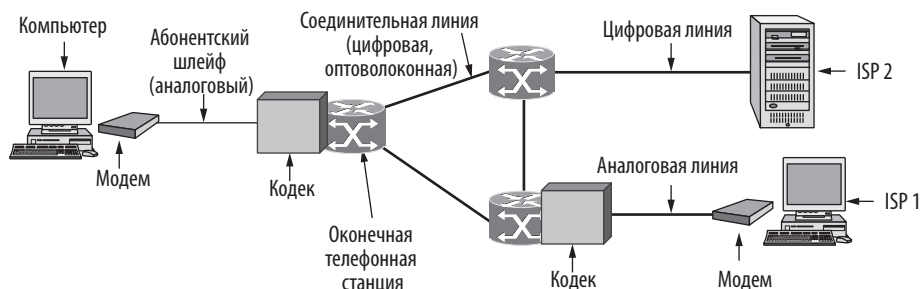 Компьютер
Абонентский
шлейф
(аналоговый)
Соединительная линия
(цифровая,
оптоволоконная)
Цифровая линия
ISP 2
Модем
Кодек
Оконечная
телефонная
станция
Аналоговая линия
ISP 1
Кодек
Модем